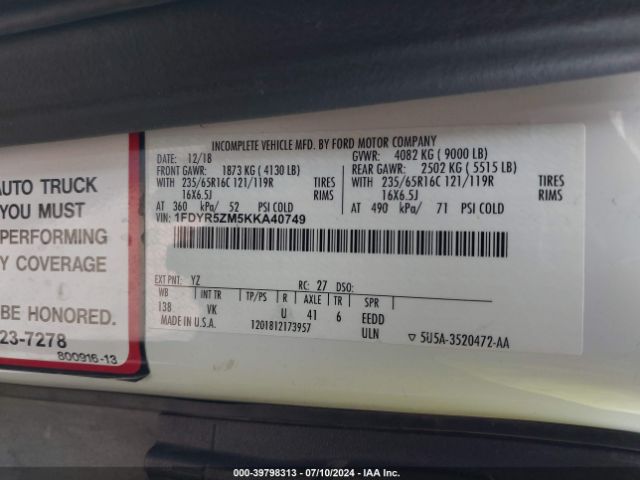 AUTO TRUCK
YOU MUST
PERFORMING
Y COVERAGE
BE HONORED.
23-7278
800916-13
INCOMPLETE VEHICLE MFD. BY FORD MOTOR COMPANY
DATE: 12/18 GVWR: 4082 KG ( 9000 LB)
FRONT GAWR: 1873 KG ( 4130 LB) REAR GAWR: 2502 KG ( 5515 LB)
WITH 235/65R16C 121/119R TIRES WITH 235/65R16C 121/119R TIRES
16X6.5J RIMS 16X6.5J RIMS
AT 360 kPa/ 52 PSI COLD AT 490 kPa/ 71 PSI COLD
VIN: 1FDYR5ZM5KKA40749
EXT PNT: YZ RC: 27 DSO:
WB INT TR TP/PS R AXLE TR SPR
138 VK U 41 6 EEDD
MADE IN U.S.A. 1201812173957 ULN ▽ 5U5A-3520472-AA
000-39798313 / 07/10/2024 - IAA Inc.